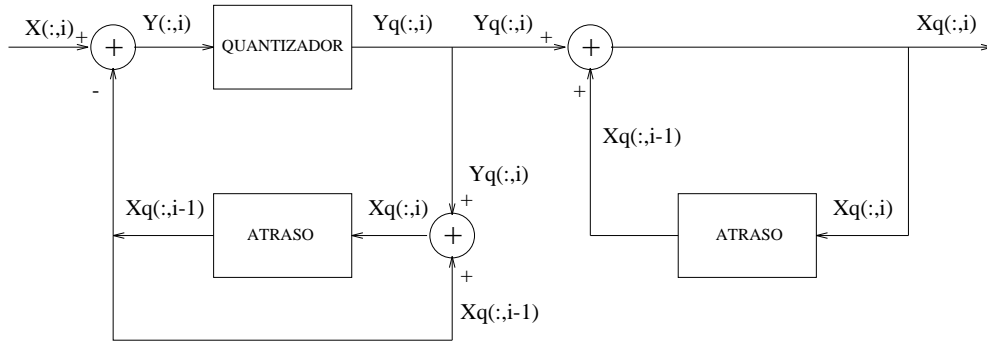 X(:,i)
Y(:,i)
Yq(:,i)
Yq(:,i)
Xq(:,i)
+
+
QUANTIZADOR
+
+
-
+
Xq(:,i-1)
Yq(:,i)
Xq(:,i-1)
Xq(:,i)
+
Xq(:,i)
ATRASO
+
ATRASO
+
Xq(:,i-1)